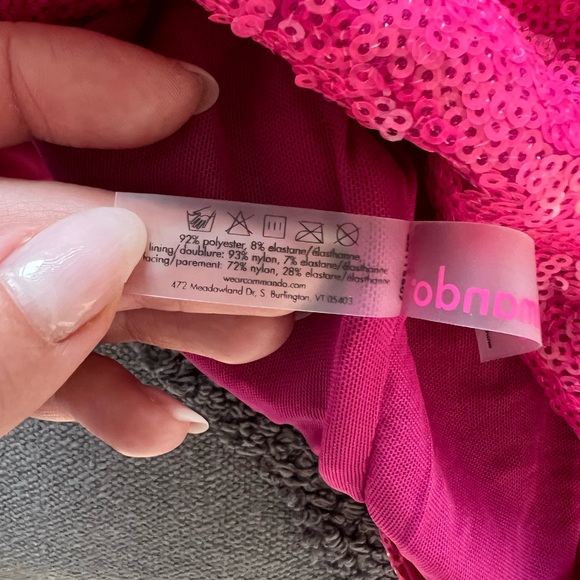 92% polyester, 8% elastane/élasthanne
lining/doublure: 93% nylon, 7% elastane/élasthanne
facing/parement: 72% nylon, 28% elastane/élasthanne
wearcommando.com
472 Meadowland Dr, S. Burlington, VT 05403
mando.